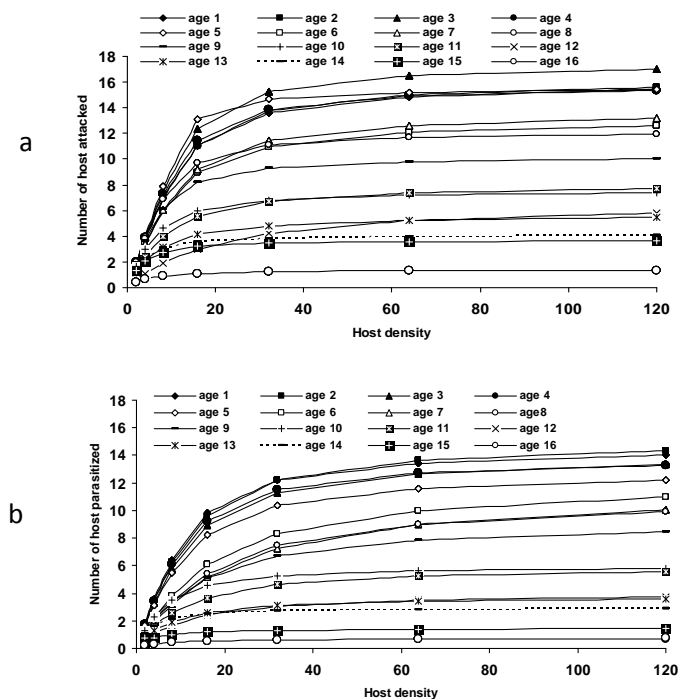 age 1 age 2 age 3 age 4
age 5 age 6 age 7 age 8
age 9 age 10 age 11 age 12
age 13 age 14 age 15 age 16
a
Number of host attacked
18
16
14
12
10
8
6
4
2
0
0 20 40 60 80 100 120
Host density
age 1 age 2 age 3 age 4
age 5 age 6 age 7 age8
age 9 age 10 age 11 age 12
age 13 age 14 age 15 age 16
b
Number of host parasitized
18
16
14
12
10
8
6
4
2
0
0 20 40 60 80 100 120
Host density